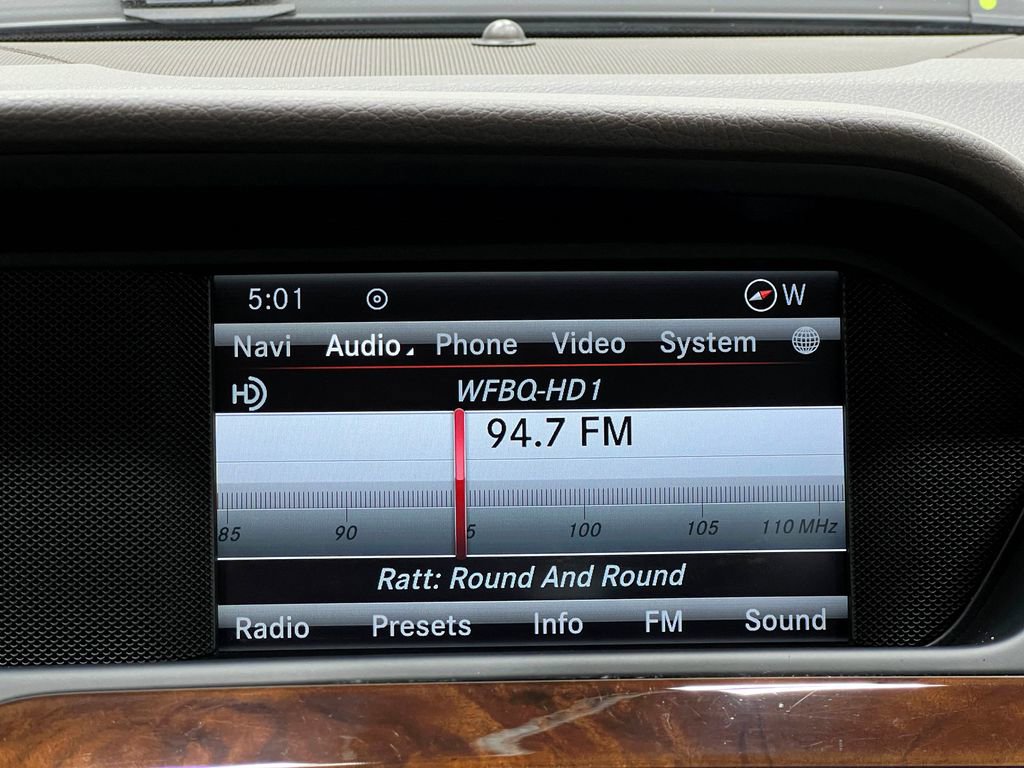 5:01 W
Navi Audio Phone Video System
HD WFBQ-HD1
94.7 FM
85 90 5 100 105 110 MHz
Ratt: Round And Round
Radio Presets Info FM Sound